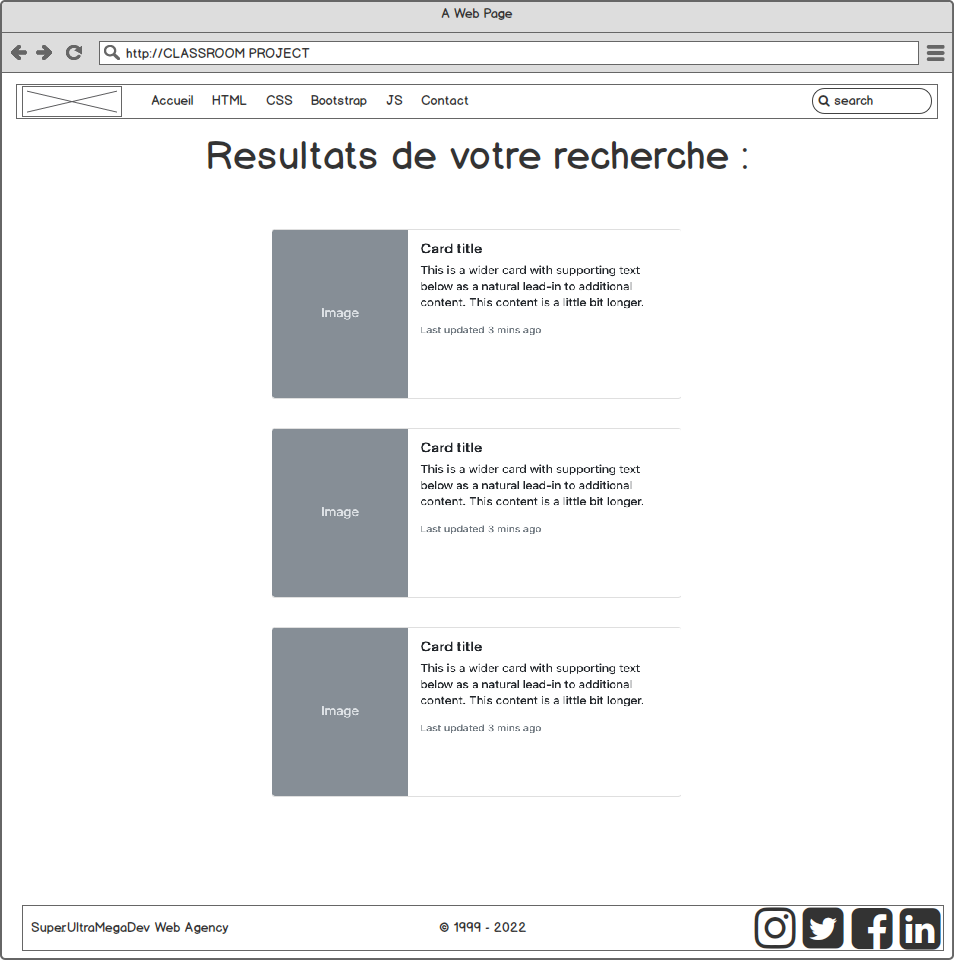 A Web Page
http://CLASSROOM PROJECT
Accueil HTML CSS Bootstrap JS Contact search
Resultats de votre recherche :
Image
Card title
This is a wider card with supporting text
below as a natural lead-in to additional
content. This content is a little bit longer.
Last updated 3 mins ago
Image
Card title
This is a wider card with supporting text
below as a natural lead-in to additional
content. This content is a little bit longer.
Last updated 3 mins ago
Image
Card title
This is a wider card with supporting text
below as a natural lead-in to additional
content. This content is a little bit longer.
Last updated 3 mins ago
SuperUltraMegaDev Web Agency © 1999 - 2022